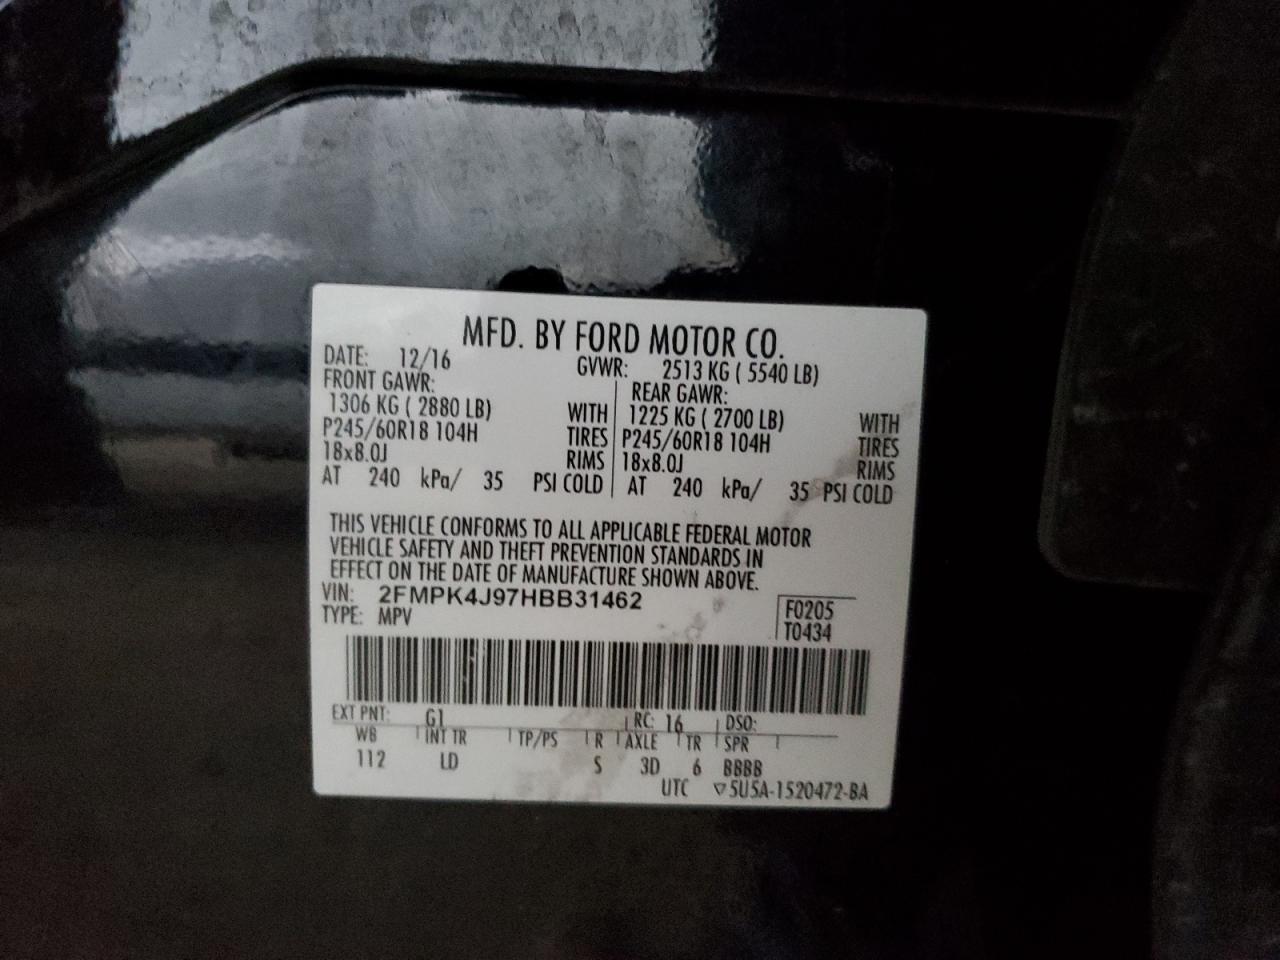 MFD. BY FORD MOTOR CO.
DATE: 12/16 GVWR: 2513 KG ( 5540 LB)
FRONT GAWR: REAR GAWR:
1306 KG ( 2880 LB) WITH 1225 KG ( 2700 LB) WITH
P245/60R18 104H TIRES P245/60R18 104H TIRES
18x8.0J RIMS 18x8.0J RIMS
AT 240 kPa/ 35 PSI COLD AT 240 kPa/ 35 PSI COLD
THIS VEHICLE CONFORMS TO ALL APPLICABLE FEDERAL MOTOR
VEHICLE SAFETY AND THEFT PREVENTION STANDARDS IN
EFFECT ON THE DATE OF MANUFACTURE SHOWN ABOVE.
VIN: 2FMPK4J97HBB31462 F0205
TYPE: MPV T0434
EXT PNT: G1 RC: 16 DSO:
WB INT TR TP/PS R AXLE TR SPR
112 LD S 3D 6 BBBB
UTC ▽5U5A-1520472-BA